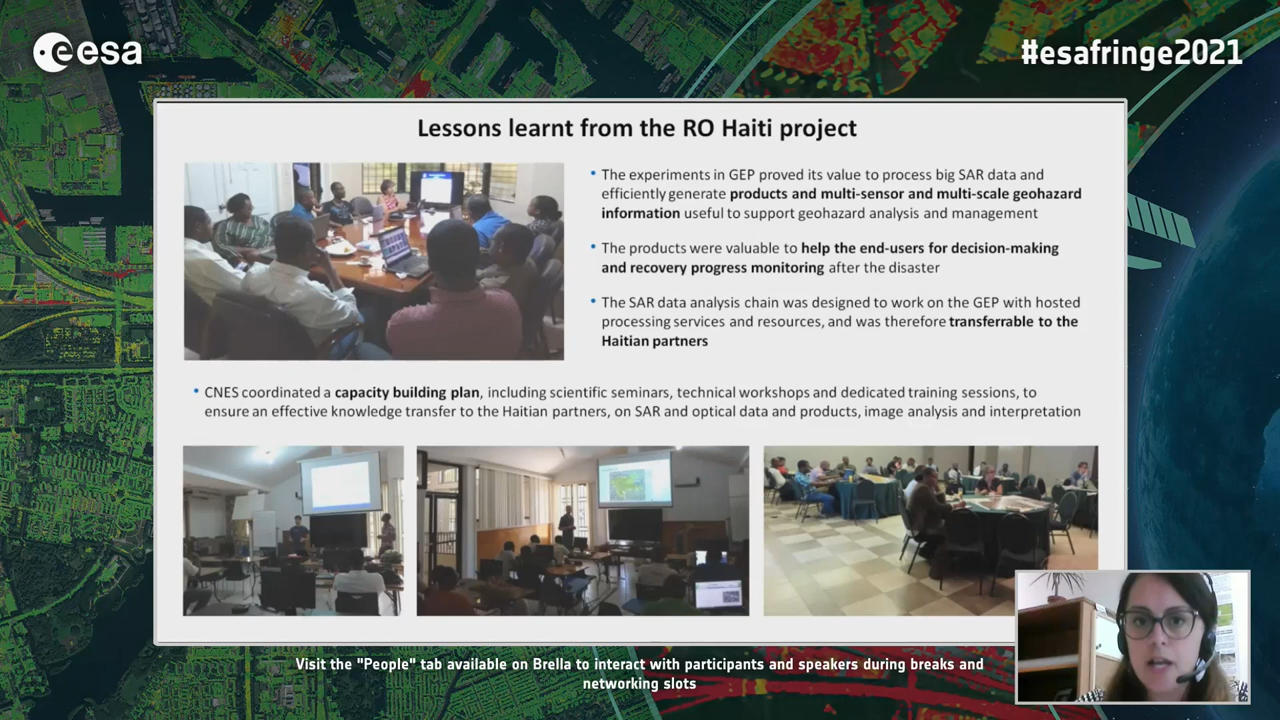 esa
#esafringe2021
Lessons learnt from the RO Haiti project
• The experiments in GEP proved its value to process big SAR data and
efficiently generate products and multi-sensor and multi-scale geohazard
information useful to support geohazard analysis and management
• The products were valuable to help the end-users for decision-making
and recovery progress monitoring after the disaster
• The SAR data analysis chain was designed to work on the GEP with hosted
processing services and resources, and was therefore transferrable to the
Haitian partners
• CNES coordinated a capacity building plan, including scientific seminars, technical workshops and dedicated training sessions, to
ensure an effective knowledge transfer to the Haitian partners, on SAR and optical data and products, image analysis and interpretation
Visit the "People" tab available on Brella to interact with participants and speakers during breaks and
networking slots